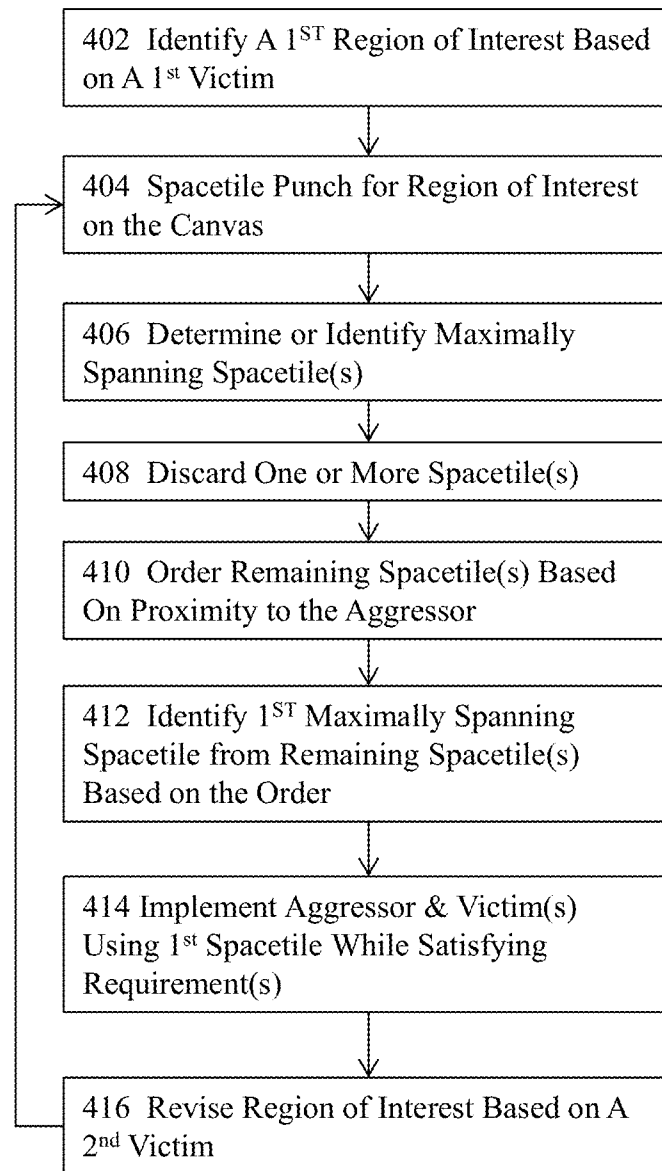 402 Identify A 1ST Region of Interest Based
on A 1st Victim
404 Spacetile Punch for Region of Interest
on the Canvas
406 Determine or Identify Maximally
Spanning Spacetile(s)
408 Discard One or More Spacetile(s)
410 Order Remaining Spacetile(s) Based
On Proximity to the Aggressor
412 Identify 1ST Maximally Spanning
Spacetile from Remaining Spacetile(s)
Based on the Order
414 Implement Aggressor & Victim(s)
Using 1st Spacetile While Satisfying
Requirement(s)
416 Revise Region of Interest Based on A
2nd Victim